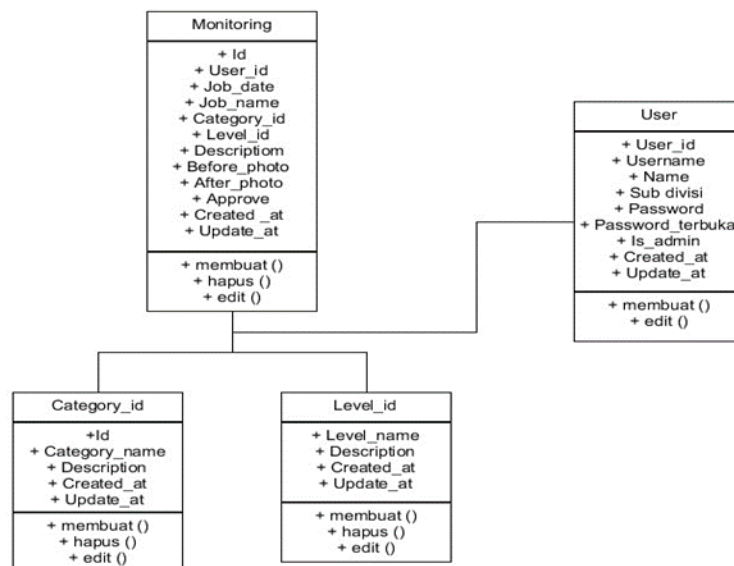 Monitoring
+ Id
+ User_id
+ Job_date
+ Job_name
+ Category_id
+ Level_id
+ Descriptiom
+ Before_photo
+ After_photo
+ Approve
+ Created _at
+ Update_at
+ membuat ()
+ hapus ()
+ edit ()
User
+ User_id
+ Username
+ Name
+ Sub divisi
+ Password
+ Password_terbuka
+ Is_admin
+ Created_at
+ Update_at
+ membuat ()
+ edit ()
Category_id
+Id
+ Category_name
+ Description
+ Created_at
+ Update_at
+ membuat ()
+ hapus ()
+ edit ()
Level_id
+ Level_name
+ Description
+ Created_at
+ Update_at
+ membuat ()
+ hapus ()
+ edit ()